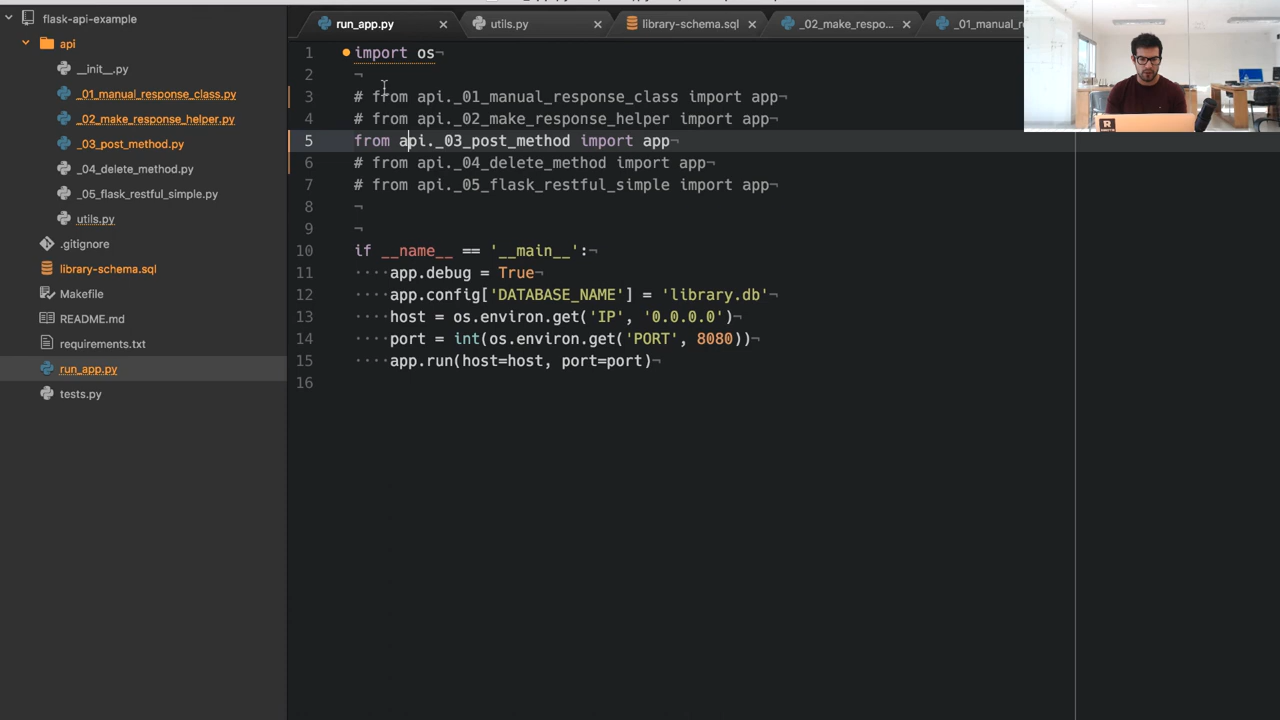 flask-api-example
api
__init__.py
_01_manual_response_class.py
_02_make_response_helper.py
_03_post_method.py
_04_delete_method.py
_05_flask_restful_simple.py
utils.py
.gitignore
library-schema.sql
Makefile
README.md
requirements.txt
run_app.py
tests.py
run_app.py
utils.py
library-schema.sql
_02_make_respo...
_01_manual_re
1 import os¬
2 ¬
3 # from api._01_manual_response_class import app¬
4 # from api._02_make_response_helper import app¬
5 from api._03_post_method import app¬
6 # from api._04_delete_method import app¬
7 # from api._05_flask_restful_simple import app¬
8 ¬
9 ¬
10 if __name__ == '__main__':¬
11 ····app.debug = True¬
12 ····app.config['DATABASE_NAME'] = 'library.db'¬
13 ····host = os.environ.get('IP', '0.0.0.0')¬
14 ····port = int(os.environ.get('PORT', 8080))¬
15 ····app.run(host=host, port=port)¬
16